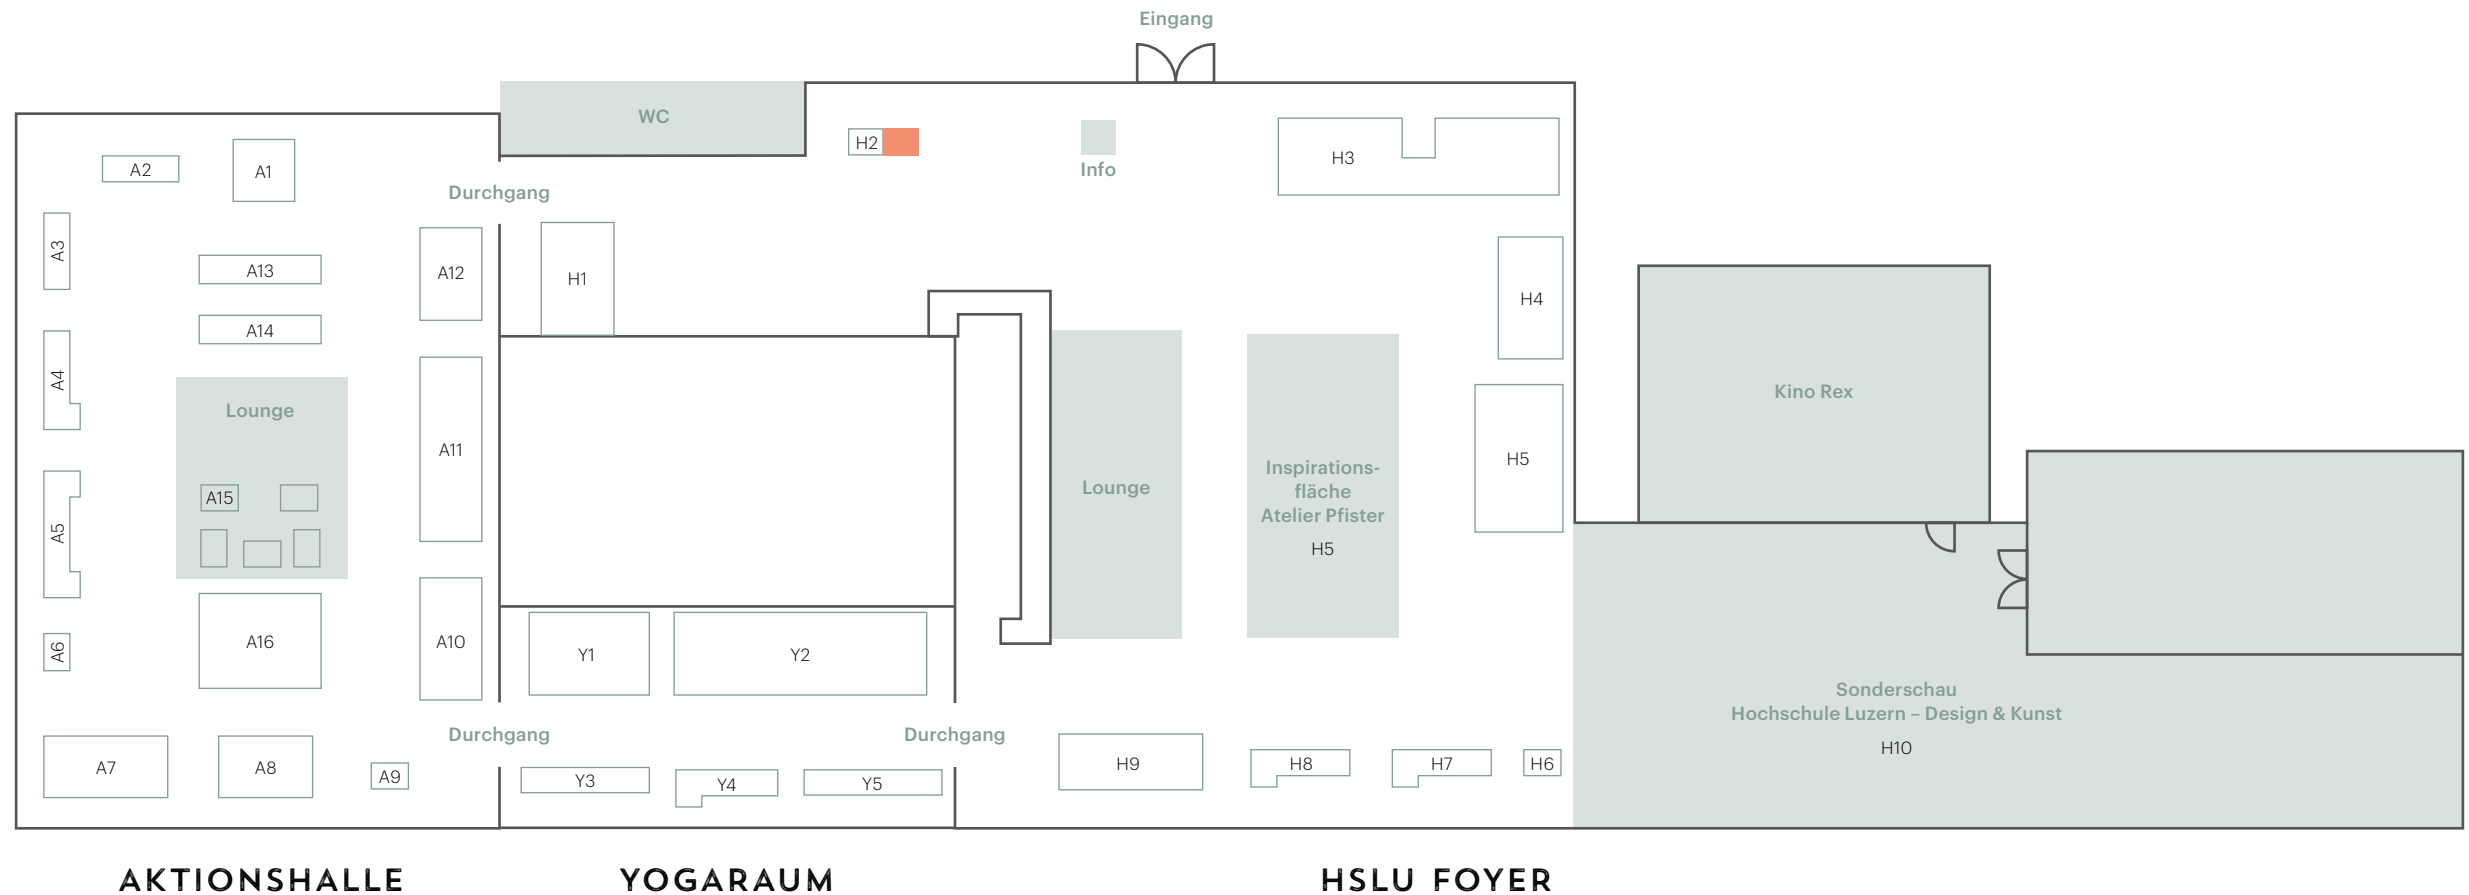 Eingang
WC
H2
Info
H3
A2
A1
Durchgang
A3
A13
A12
H1
H4
A14
A4
Lounge
Kino Rex
A11
H5
A15
Lounge
Inspirations-
fläche
Atelier Pfister
H5
A5
A6
A16
A10
Y1
Y2
Sonderschau
Hochschule Luzern – Design & Kunst
H10
Durchgang
Durchgang
A7
A8
A9
Y3
Y4
Y5
H9
H8
H7
H6
AKTIONSHALLE
YOGARAUM
HSLU FOYER